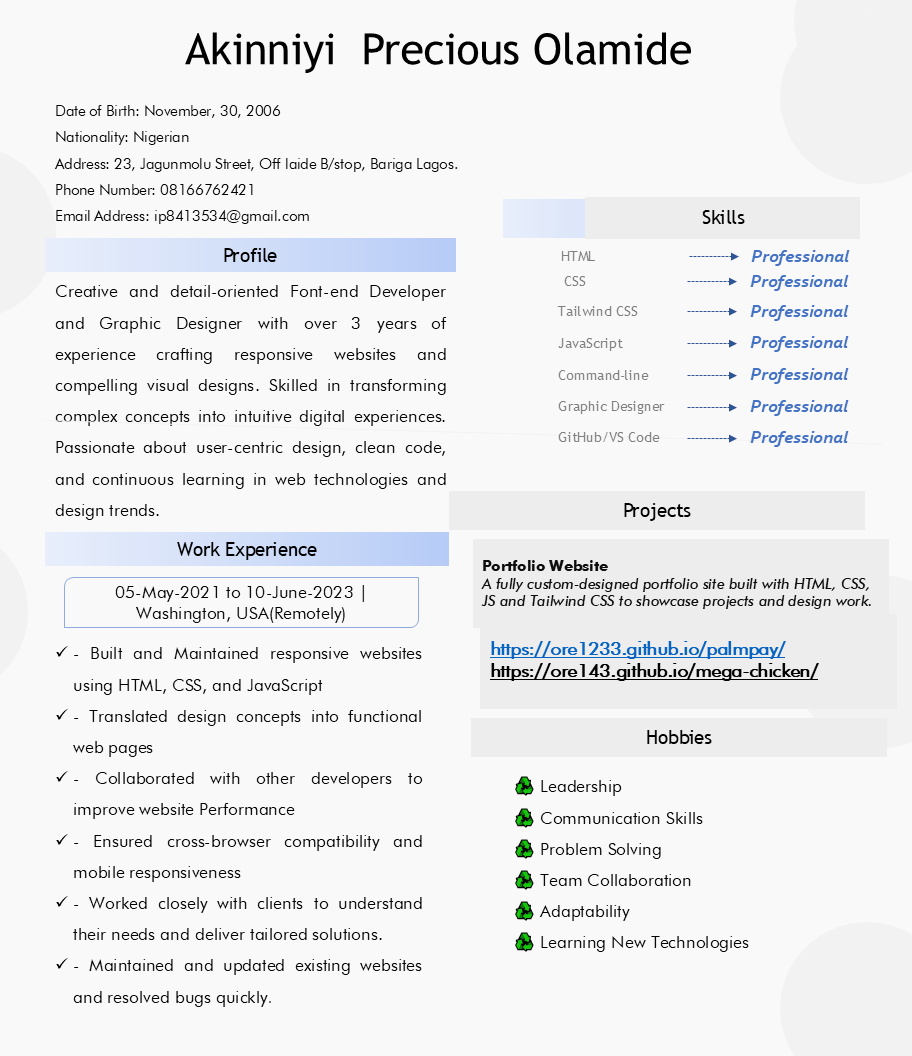 Akinniyi Precious Olamide
Date of Birth: November, 30, 2006
Nationality: Nigerian
Address: 23, Jagunmolu Street, Off laide B/stop, Bariga Lagos.
Phone Number: 08166762421
Email Address: ip8413534@gmail.com
Profile
Creative and detail-oriented Font-end Developer
and Graphic Designer with over 3 years of
experience crafting responsive websites and
compelling visual designs. Skilled in transforming
complex concepts into intuitive digital experiences.
Passionate about user-centric design, clean code,
and continuous learning in web technologies and
design trends.
Work Experience
05-May-2021 to 10-June-2023 |
Washington, USA(Remotely)
✓ - Built and Maintained responsive websites
using HTML, CSS, and JavaScript
✓ - Translated design concepts into functional
web pages
✓ - Collaborated with other developers to
improve website Performance
✓ - Ensured cross-browser compatibility and
mobile responsiveness
✓ - Worked closely with clients to understand
their needs and deliver tailored solutions.
✓ - Maintained and updated existing websites
and resolved bugs quickly.
Skills
HTML Professional
CSS Professional
Tailwind CSS Professional
JavaScript Professional
Command-line Professional
Graphic Designer Professional
GitHub/VS Code Professional
Projects
Portfolio Website
A fully custom-designed portfolio site built with HTML, CSS,
JS and Tailwind CSS to showcase projects and design work.
https://ore1233.github.io/palmpay/
https://ore143.github.io/mega-chicken/
Hobbies
Leadership
Communication Skills
Problem Solving
Team Collaboration
Adaptability
Learning New Technologies